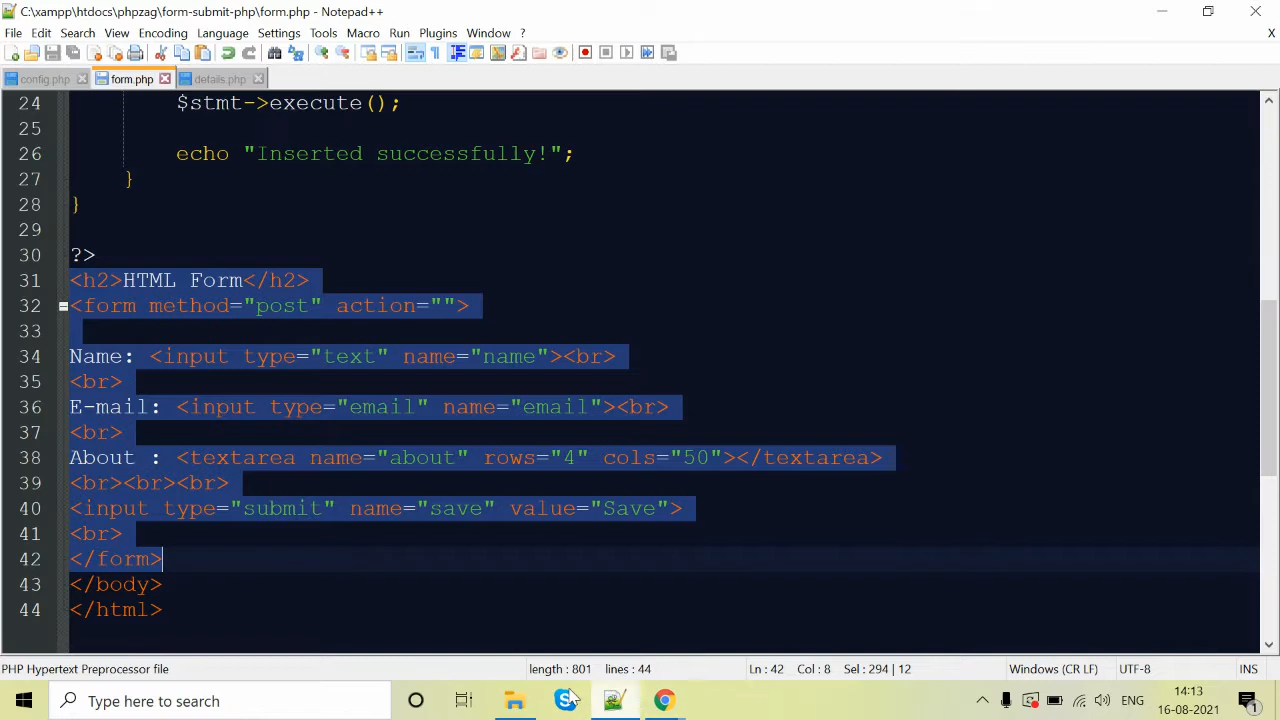 C:\xampp\htdocs\phpzag\form-submit-php\form.php - Notepad++
File Edit Search View Encoding Language Settings Tools Macro Run Plugins Window ? X
config.php form.php details.php
24 $stmt->execute();
25
26 echo "Inserted successfully!";
27 }
28 }
29
30 ?>
31 <h2>HTML Form</h2>
32 <form method="post" action="">
33
34 Name: <input type="text" name="name"><br>
35 <br>
36 E-mail: <input type="email" name="email"><br>
37 <br>
38 About : <textarea name="about" rows="4" cols="50"></textarea>
39 <br><br><br>
40 <input type="submit" name="save" value="Save">
41 <br>
42 </form>
43 </body>
44 </html>
PHP Hypertext Preprocessor file length : 801 lines : 44 Ln : 42 Col : 8 Sel : 294 | 12 Windows (CR LF) UTF-8 INS
Type here to search ENG 14:13
16-08-2021 1